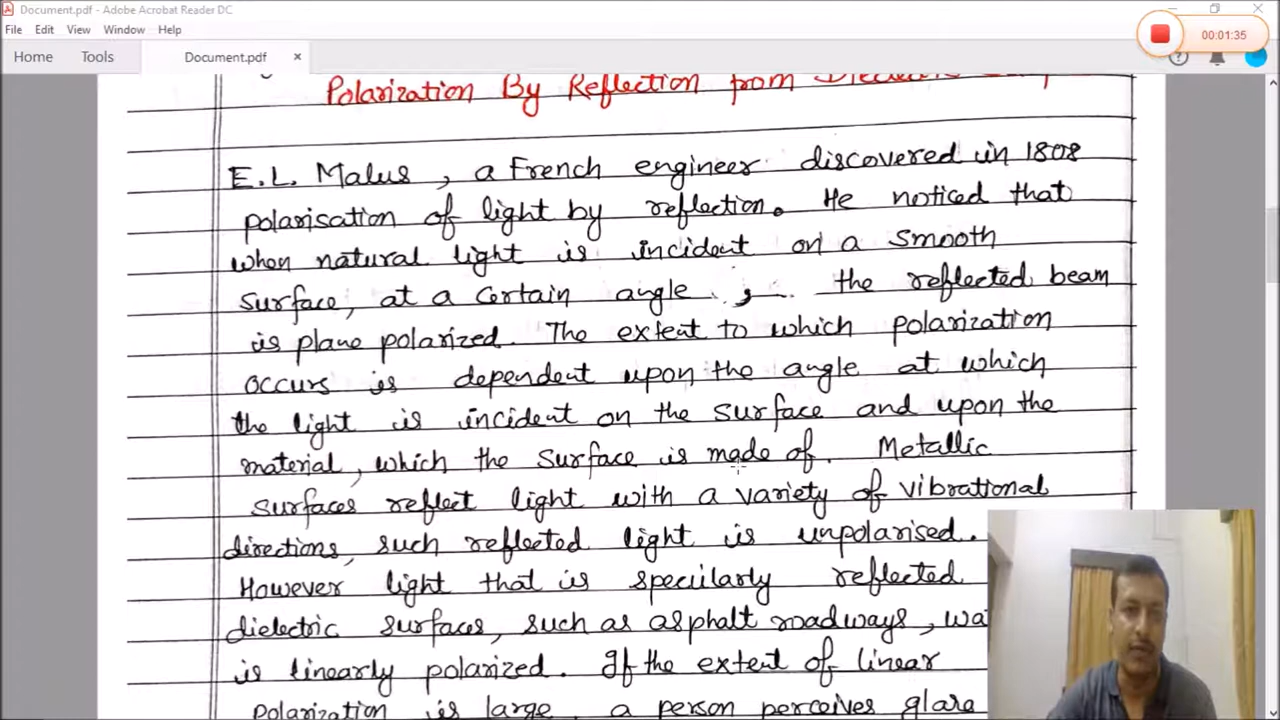 Document.pdf - Adobe Acrobat Reader DC
File Edit View Window Help
00:01:35
Home Tools Document.pdf
Polarization By Reflection from
E.L. Malus, a French engineer discovered in 1808
polarisation of light by reflection. He noticed that
when natural light is incident on a smooth
surface, at a certain angle, the reflected beam
is plane polarized. The extent to which polarization
occurs is dependent upon the angle at which
the light is incident on the surface and upon the
material, which the surface is made of. Metallic
surfaces reflect light with a variety of vibrational
directions, such reflected light is unpolarised.
However light that is specularly reflected
dielectric surfaces, such as asphalt roadways, wa
is linearly polarized. If the extent of linear
Polarization is large, a person perceives glare